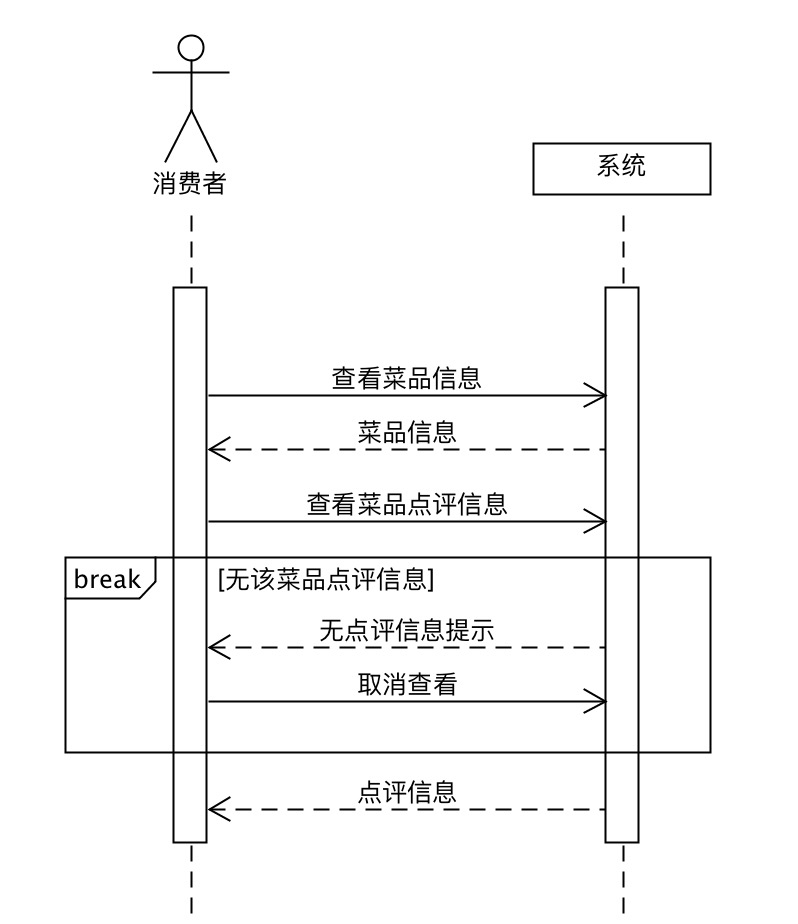 消费者
系统
查看菜品信息
菜品信息
查看菜品点评信息
break
[无该菜品点评信息]
无点评信息提示
取消查看
点评信息